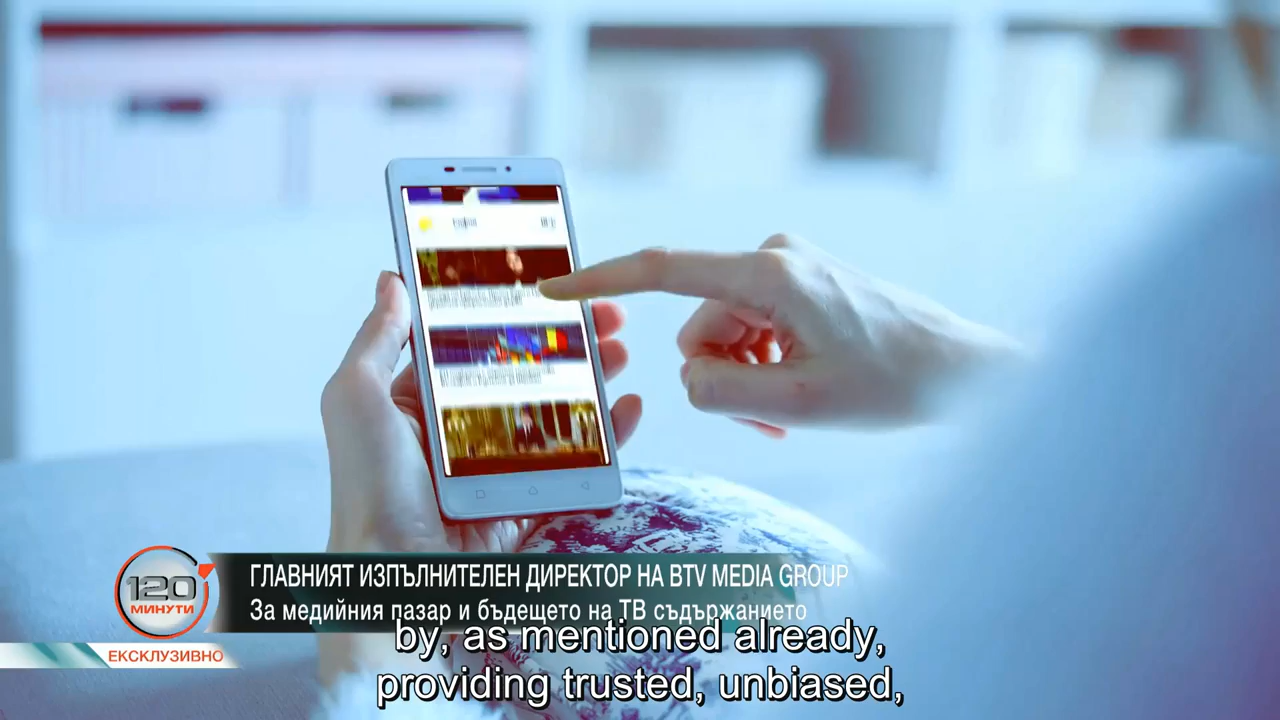 120
МИНУТИ
ГЛАВНИЯТ ИЗПЪЛНИТЕЛЕН ДИРЕКТОР НА BTV MEDIA GROUP
За медийния пазар и бъдещето на ТВ съдържанието
ЕКСКЛУЗИВНО
by, as mentioned already,
providing trusted, unbiased,